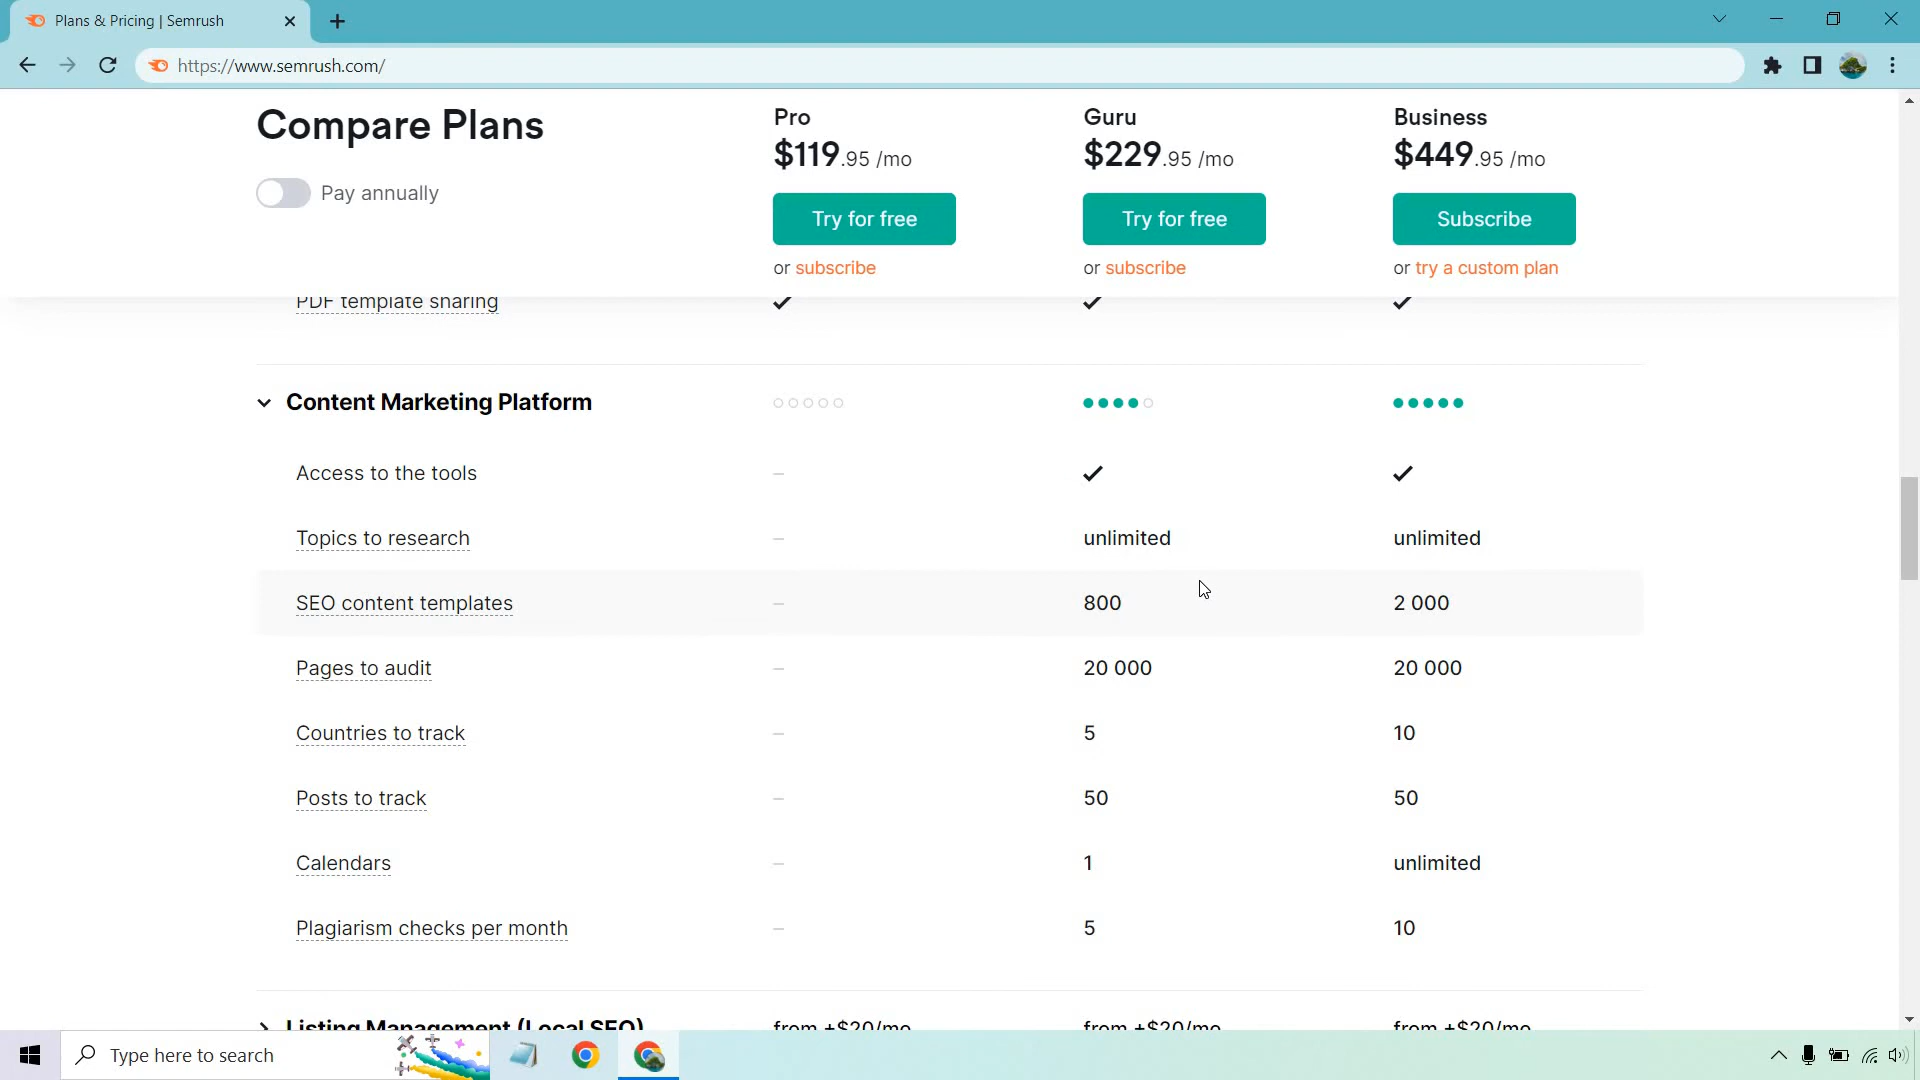 Plans & Pricing | Semrush
https://www.semrush.com/
Compare Plans
Pay annually
Pro
$119.95 /mo
Try for free
or subscribe
Guru
$229.95 /mo
Try for free
or subscribe
Business
$449.95 /mo
Subscribe
or try a custom plan
PDF template sharing
Content Marketing Platform
Access to the tools –
Topics to research – unlimited unlimited
SEO content templates – 800 2 000
Pages to audit – 20 000 20 000
Countries to track – 5 10
Posts to track – 50 50
Calendars – 1 unlimited
Plagiarism checks per month – 5 10
Listing Management (Local SEO) from +$20/mo from +$20/mo from +$20/mo
Type here to search